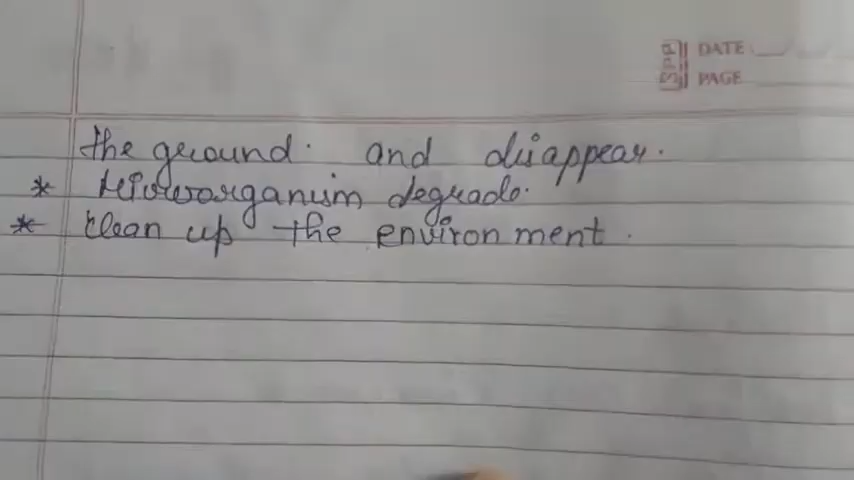 DATE
PAGE
the ground. and disappear.
* Microorganism degrade.
* clean up the environment.